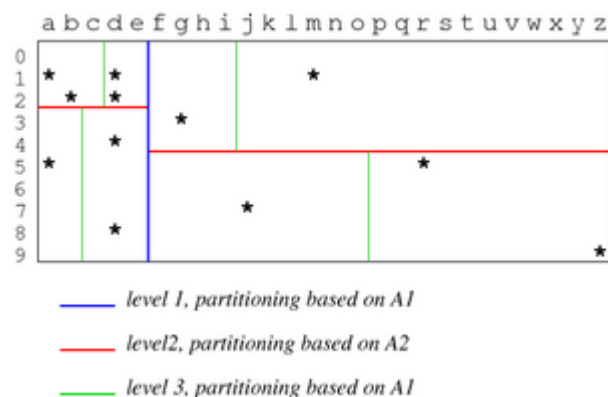 a b c d e f g h i j k l m n o p q r s t u v w x y z
0
1
2
3
4
5
6
7
8
9
level 1, partitioning based on A1
level2, partitioning based on A2
level 3, partitioning based on A1